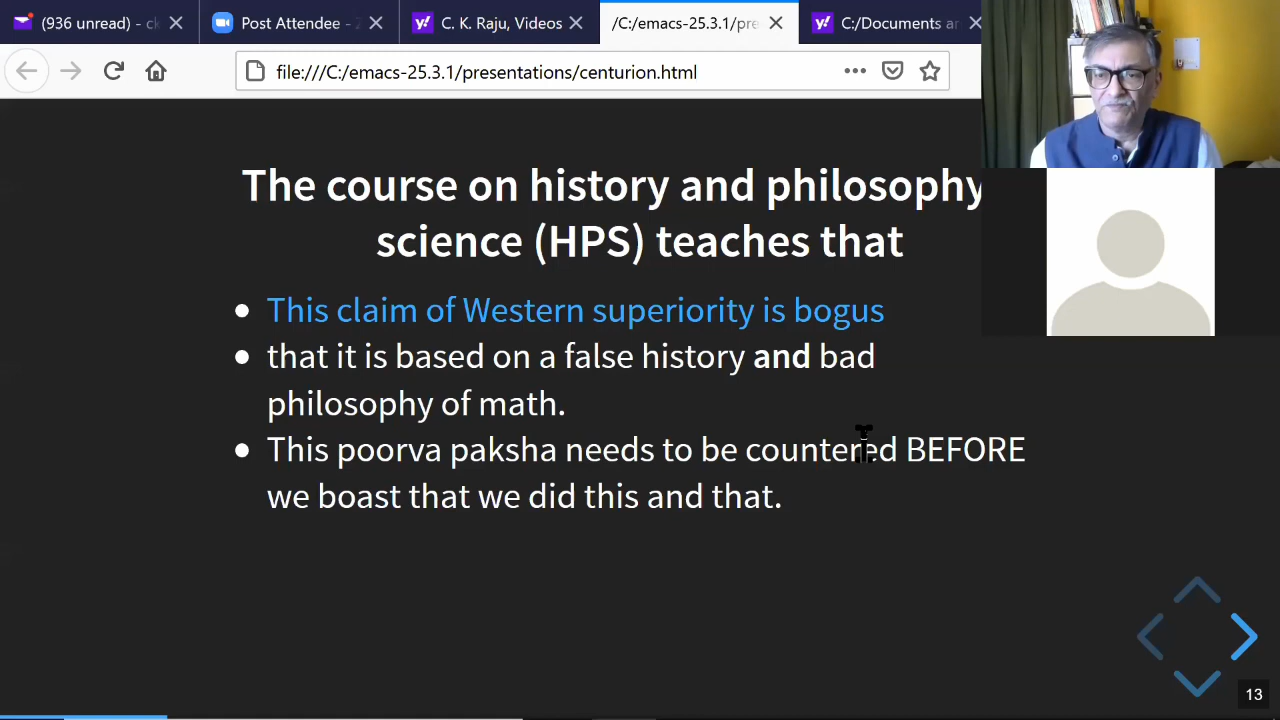 (936 unread) - ck
Post Attendee - Z
C. K. Raju, Videos
/C:/emacs-25.3.1/pre
C:/Documents an
file:///C:/emacs-25.3.1/presentations/centurion.html
The course on history and philosophy
science (HPS) teaches that
This claim of Western superiority is bogus
that it is based on a false history and bad
philosophy of math.
This poorva paksha needs to be countered BEFORE
we boast that we did this and that.
13